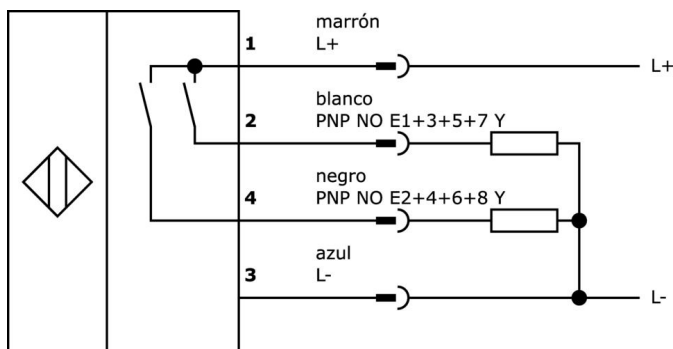 marrón
1 L+
L+
blanco
2 PNP NO E1+3+5+7 Y
negro
4 PNP NO E2+4+6+8 Y
azul
3 L-
L-